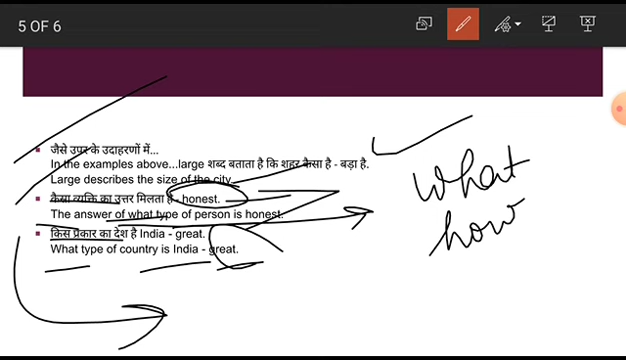 5 OF 6
जैसे उपर के उदाहरणों में...
In the examples above...large शब्द बताता है कि शहर कैसा है - बड़ा है.
Large describes the size of the city.
कैसा व्यक्ति का उत्तर मिलता है - honest.
The answer of what type of person is honest.
किस प्रकार का देश है India - great.
What type of country is India - great.
what
how